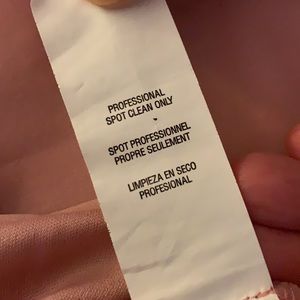 PROFESSIONAL
SPOT CLEAN ONLY
SPOT PROFESSIONNEL
PROPRE SEULEMENT
LIMPIEZA EN SECO
PROFESIONAL